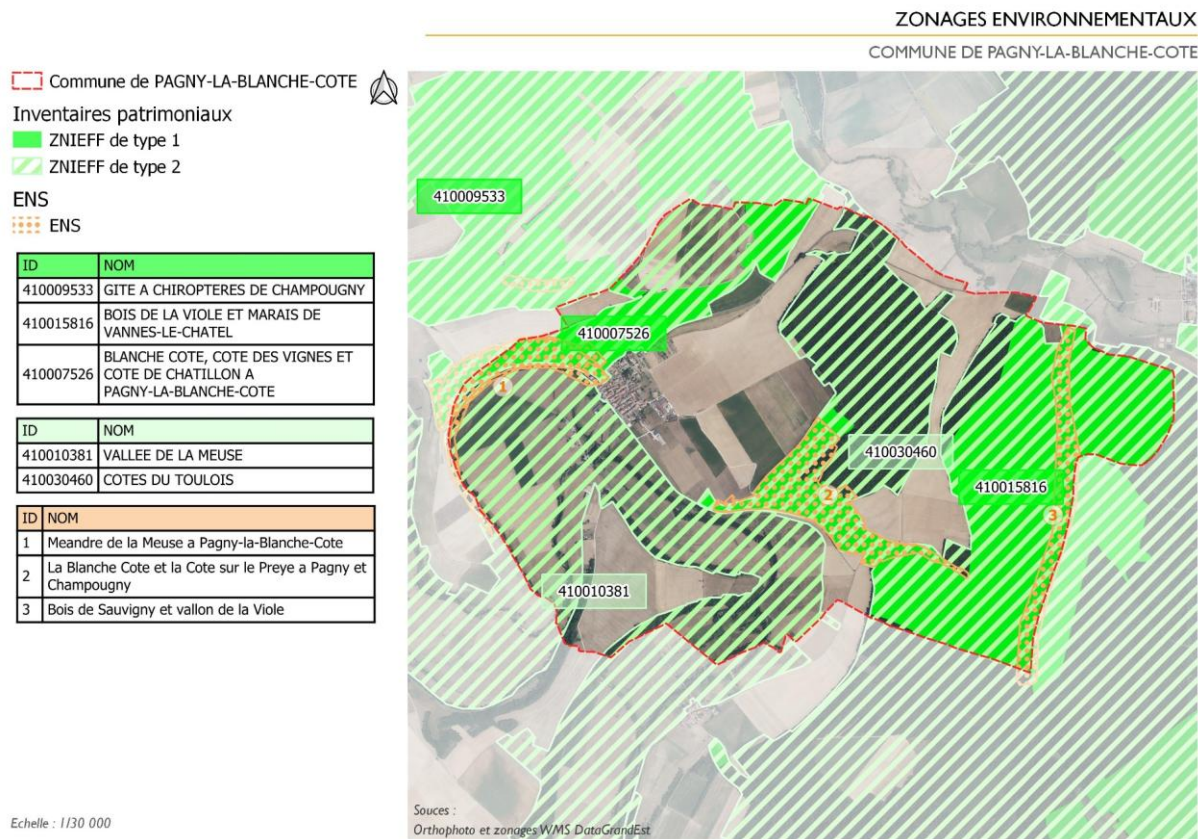 ZONAGES ENVIRONNEMENTAUX
COMMUNE DE PAGNY-LA-BLANCHE-COTE
Commune de PAGNY-LA-BLANCHE-COTE
Inventaires patrimoniaux
ZNIEFF de type 1
ZNIEFF de type 2
ENS
ENS
ID NOM
410009533 GITE A CHIROPTERES DE CHAMPOUGNY
410015816 BOIS DE LA VIOLE ET MARAIS DE
VANNES-LE-CHATEL
410007526 BLANCHE COTE, COTE DES VIGNES ET
COTE DE CHATILLON A
PAGNY-LA-BLANCHE-COTE
ID NOM
410010381 VALLEE DE LA MEUSE
410030460 COTES DU TOULOIS
ID NOM
1 Meandre de la Meuse a Pagny-la-Blanche-Cote
2 La Blanche Cote et la Cote sur le Preye a Pagny et
Champougny
3 Bois de Sauvigny et vallon de la Viole
410009533
410007526
1
410030460
410015816
2
3
410010381
Echelle : 1/30 000
Souces :
Orthophoto et zonages WMS DataGrandEst